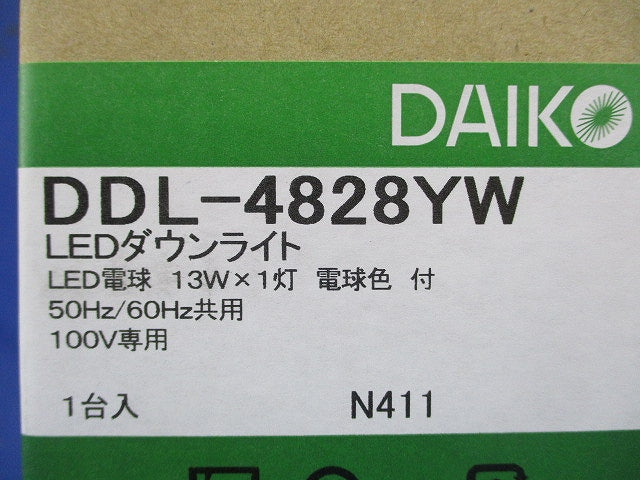 DAIKO
DDL-4828YW
LEDダウンライト
LED電球 13W×1灯 電球色 付
50Hz/60Hz共用
100V専用
1台入 N411